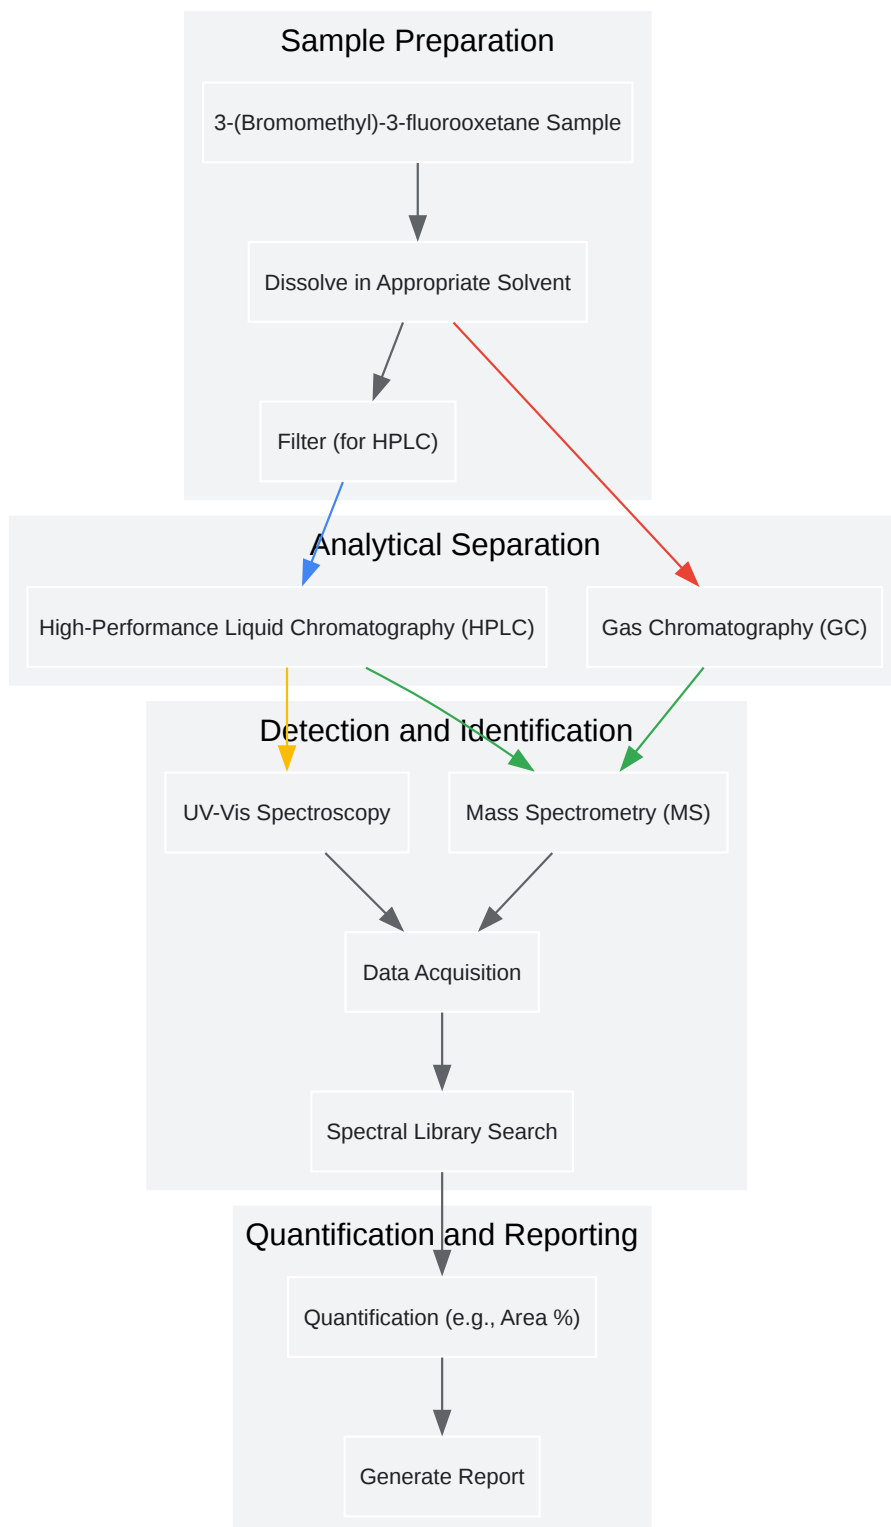 Sample Preparation
3-(Bromomethyl)-3-fluorooxetane Sample
Dissolve in Appropriate Solvent
Filter (for HPLC)
Analytical Separation
High-Performance Liquid Chromatography (HPLC)
Gas Chromatography (GC)
Detection and Identification
UV-Vis Spectroscopy
Mass Spectrometry (MS)
Data Acquisition
Spectral Library Search
Quantification and Reporting
Quantification (e.g., Area %)
Generate Report